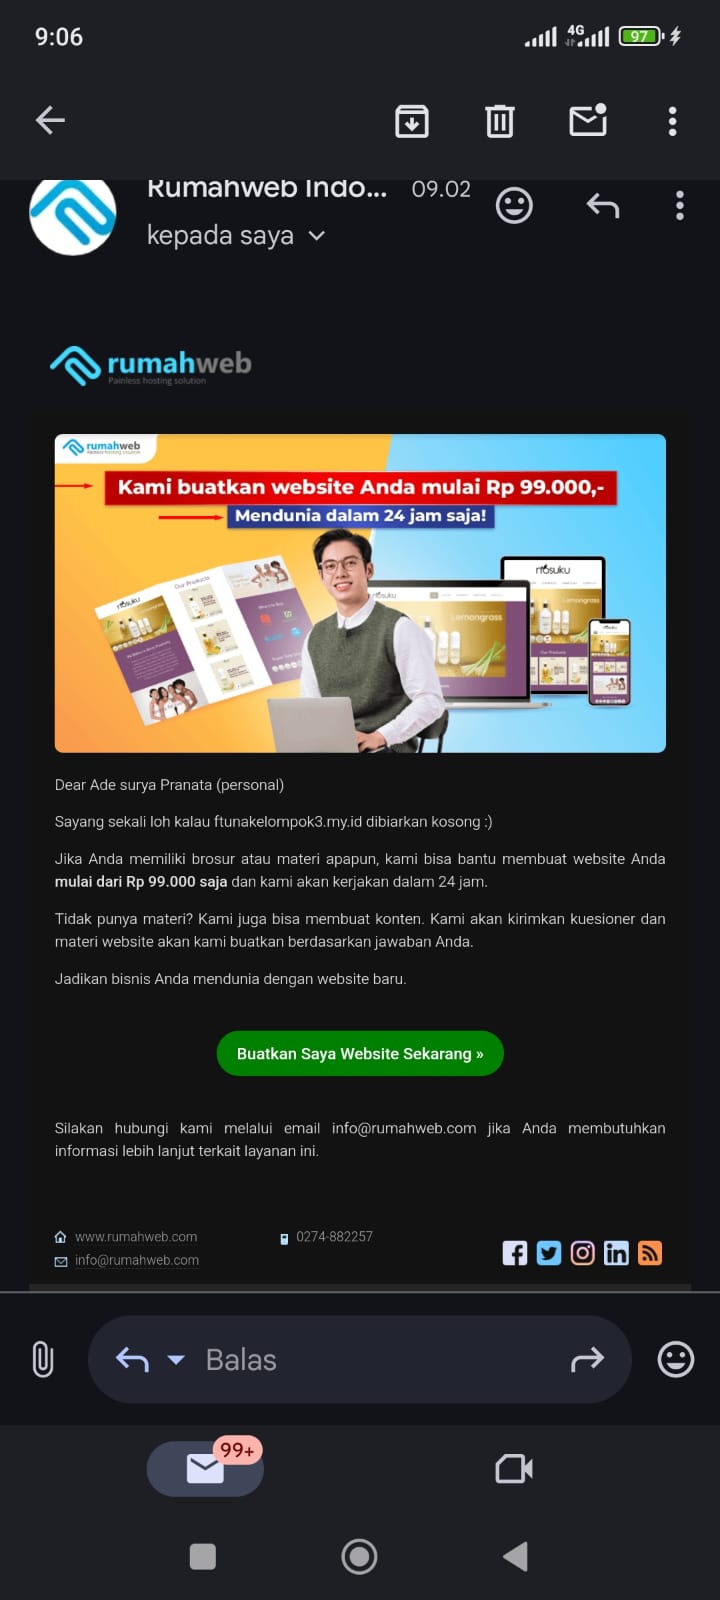 9:06
4G
97
Rumahweb Indo... 09.02
kepada saya
rumahweb
Painless hosting solution
rumahweb
Painless hosting solution
Kami buatkan website Anda mulai Rp 99.000,-
Mendunia dalam 24 jam saja!
Our Products
Lemongrass
Dear Ade surya Pranata (personal)
Sayang sekali loh kalau ftunakelompok3.my.id dibiarkan kosong :)
Jika Anda memiliki brosur atau materi apapun, kami bisa bantu membuat website Anda
mulai dari Rp 99.000 saja dan kami akan kerjakan dalam 24 jam.
Tidak punya materi? Kami juga bisa membuat konten. Kami akan kirimkan kuesioner dan
materi website akan kami buatkan berdasarkan jawaban Anda.
Jadikan bisnis Anda mendunia dengan website baru.
Buatkan Saya Website Sekarang »
Silakan hubungi kami melalui email info@rumahweb.com jika Anda membutuhkan
informasi lebih lanjut terkait layanan ini.
www.rumahweb.com 0274-882257
info@rumahweb.com
Balas
99+